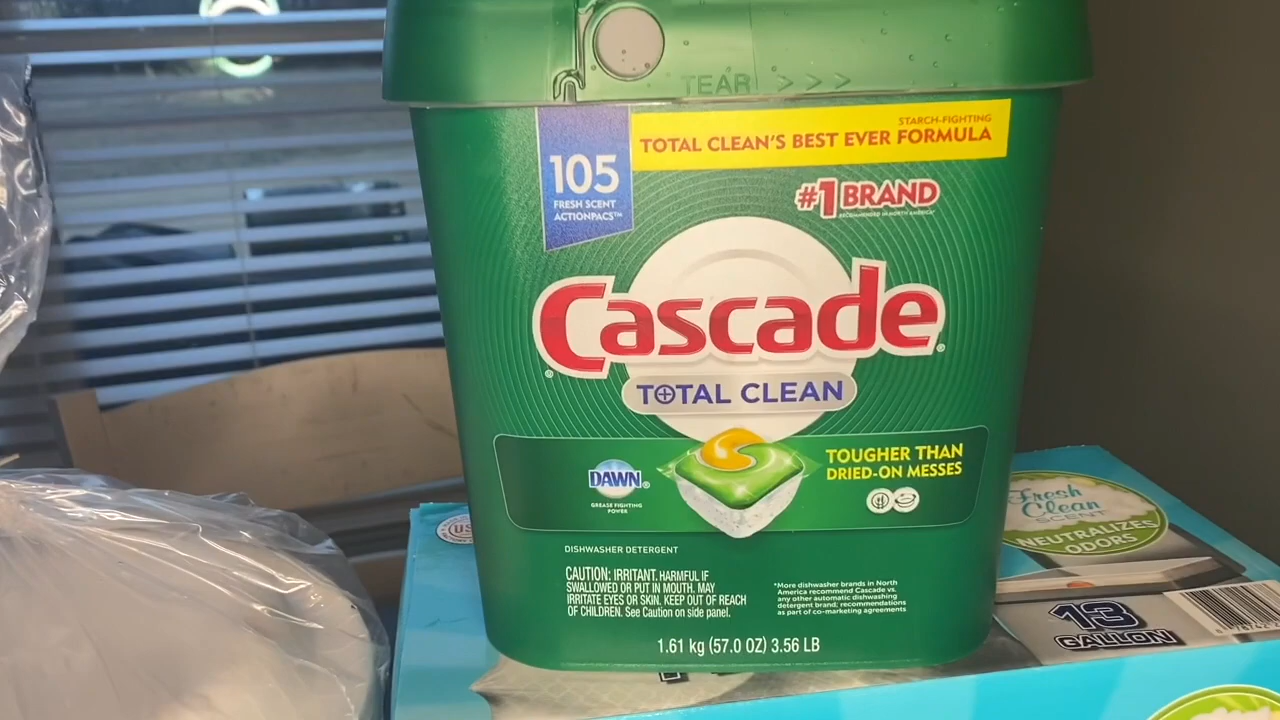 TEAR >>>
STARCH-FIGHTING
TOTAL CLEAN'S BEST EVER FORMULA
105
FRESH SCENT
ACTIONPACS™
#1 BRAND
RECOMMENDED IN NORTH AMERICA*
Cascade®
TOTAL CLEAN
DAWN®
GREASE FIGHTING
POWER
TOUGHER THAN
DRIED-ON MESSES
DISHWASHER DETERGENT
CAUTION: IRRITANT. HARMFUL IF
SWALLOWED OR PUT IN MOUTH. MAY
IRRITATE EYES OR SKIN. KEEP OUT OF REACH
OF CHILDREN. See Caution on side panel.
*More dishwasher brands in North
America recommend Cascade vs.
any other automatic dishwashing
detergent brand; recommendations
as part of co-marketing agreements
1.61 kg (57.0 OZ) 3.56 LB
Fresh
Clean
SCENT
NEUTRALIZES
ODORS
13
GALLON